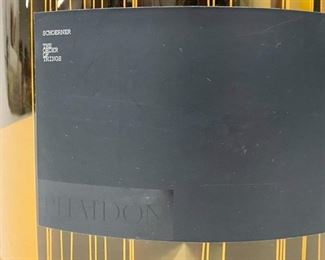 SCHOERNER
THE
ORDER
OF
THINGS
PHAIDON